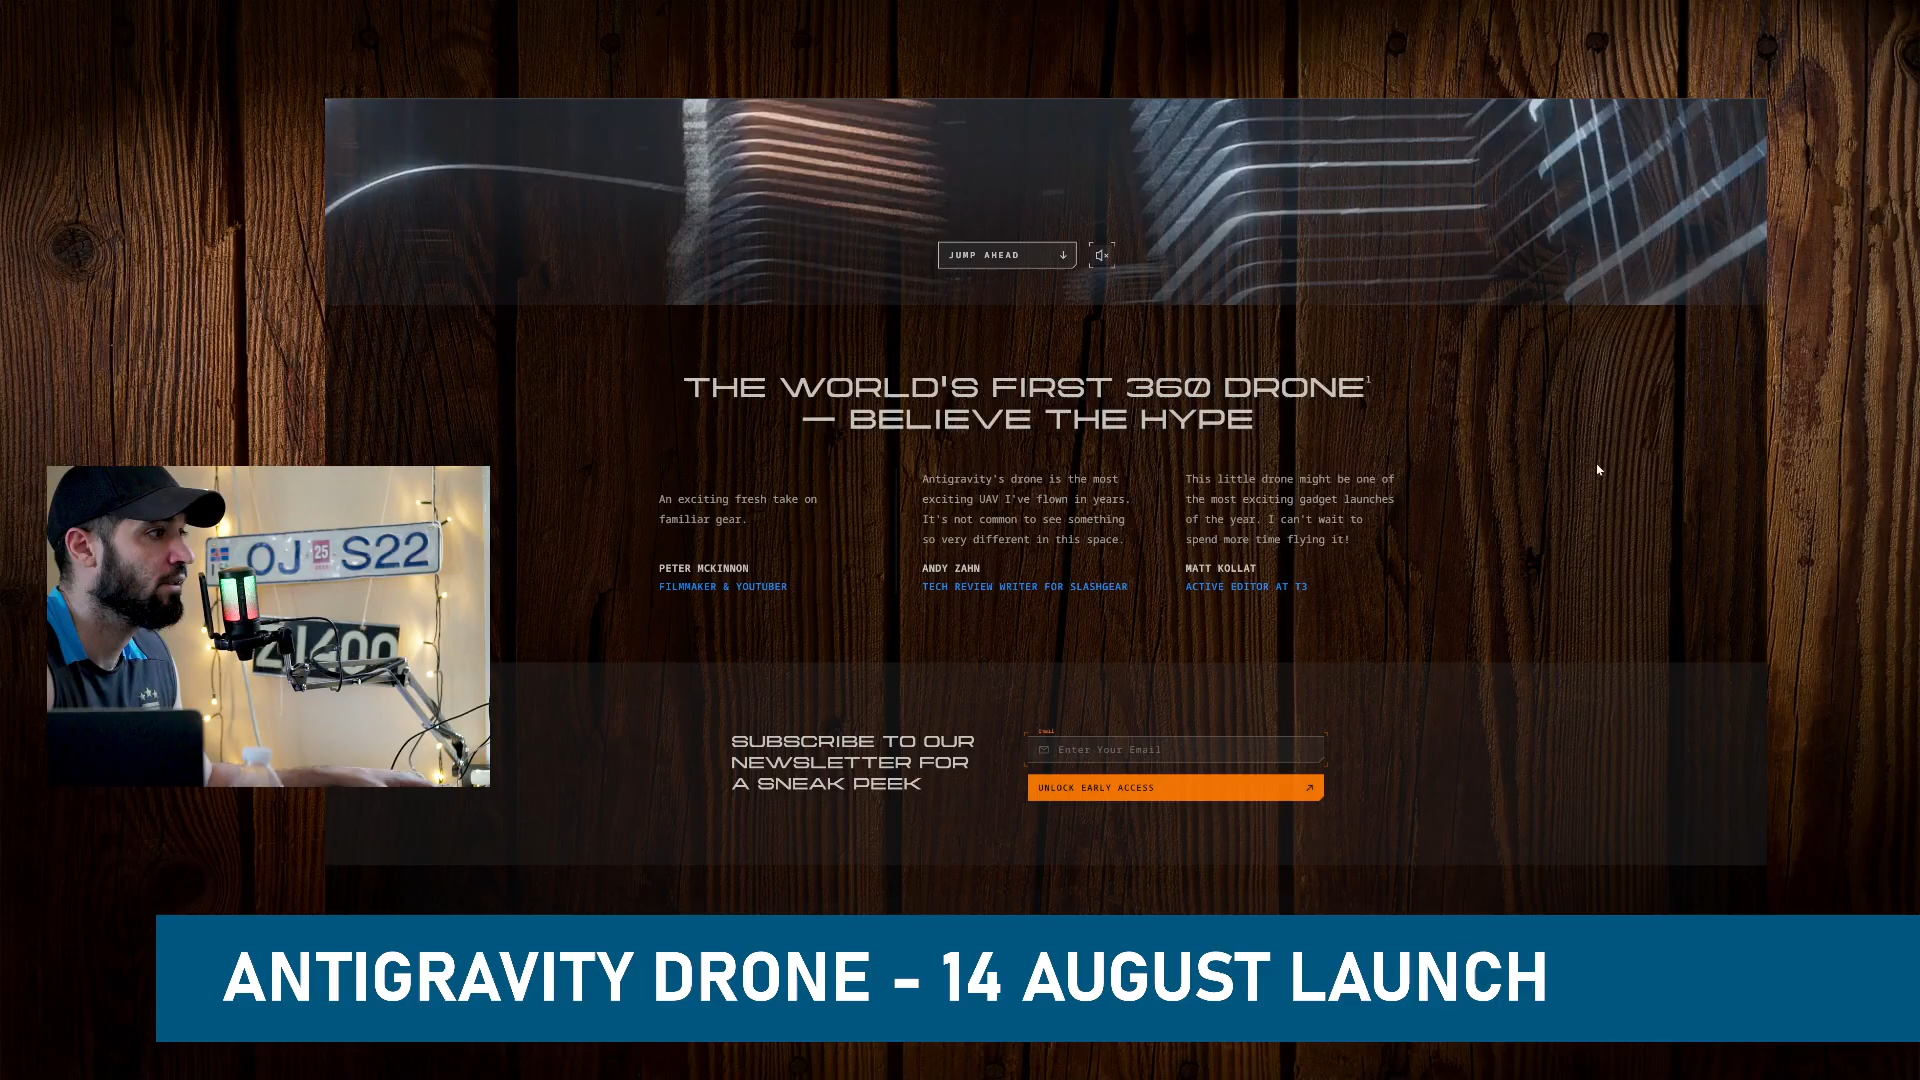 JUMP AHEAD
THE WORLD'S FIRST 360 DRONE¹
— BELIEVE THE HYPE
An exciting fresh take on
familiar gear.
PETER MCKINNON
FILMMAKER & YOUTUBER
Antigravity's drone is the most
exciting UAV I've flown in years.
It's not common to see something
so very different in this space.
ANDY ZAHN
TECH REVIEW WRITER FOR SLASHGEAR
This little drone might be one of
the most exciting gadget launches
of the year. I can't wait to
spend more time flying it!
MATT KOLLAT
ACTIVE EDITOR AT T3
OJ 25 S22
SUBSCRIBE TO OUR
NEWSLETTER FOR
A SNEAK PEEK
Email
Enter Your Email
UNLOCK EARLY ACCESS
ANTIGRAVITY DRONE - 14 AUGUST LAUNCH